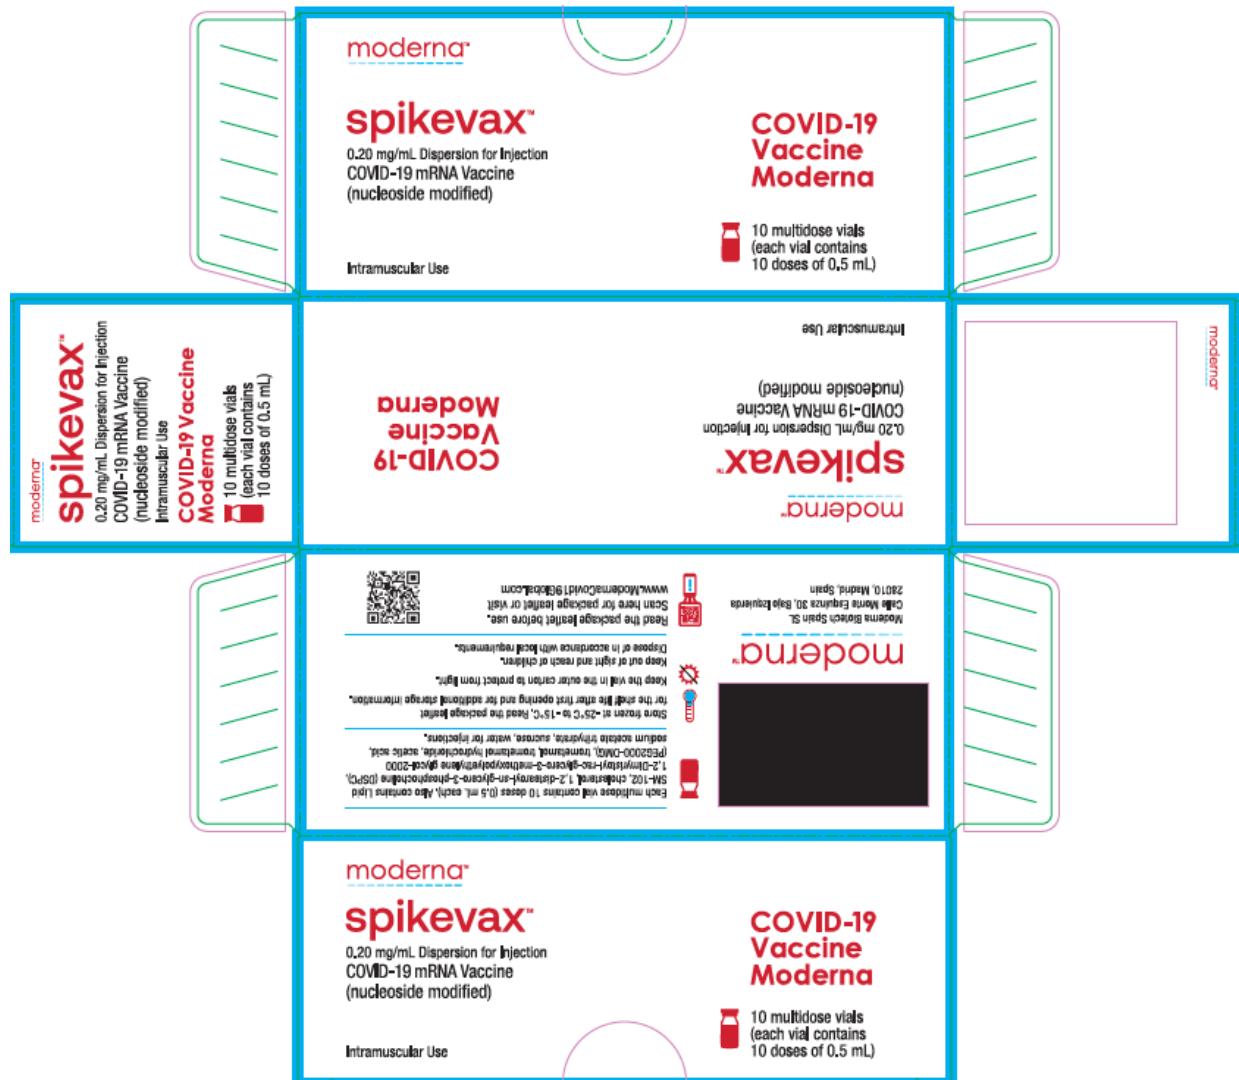 moderna™
spikevax™
0.20 mg/mL Dispersion for Injection
COVID-19 mRNA Vaccine
(nucleoside modified)
Intramuscular Use
COVID-19
Vaccine
Moderna
10 multidose vials
(each vial contains
10 doses of 0.5 mL)
moderna™
spikevax™
0.20 mg/mL Dispersion for Injection
COVID-19 mRNA Vaccine
(nucleoside modified)
Intramuscular Use
COVID-19 Vaccine
Moderna
10 multidose vials
(each vial contains
10 doses of 0.5 mL)
moderna™
spikevax™
0.20 mg/mL Dispersion for Injection
COVID-19 mRNA Vaccine
(nucleoside modified)
Intramuscular Use
COVID-19
Vaccine
Moderna
moderna™
Each multidose vial contains 10 doses (0.5 mL each). Also contains Lipid
SM-102, cholesterol, 1,2-distearoyl-sn-glycero-3-phosphocholine (DSPC),
1,2-Dimyristoyl-rac-glycero-3-methoxypolyethylene glycol-2000
(PEG2000-DMG), trometamol, trometamol hydrochloride, acetic acid,
sodium acetate trihydrate, sucrose, water for injections.
Store frozen at -25°C to -15°C. Read the package leaflet
for the shelf life after first opening and for additional storage information.
Keep the vial in the outer carton to protect from light.
Keep out of sight and reach of children.
Dispose of in accordance with local requirements.
Read the package leaflet before use.
Scan here for package leaflet or visit
www.ModernaCovid19Global.com
moderna™
Moderna Biotech Spain SL
Calle Monte Esquinza 30, Bajo Izquierda
28010, Madrid, Spain
moderna™
spikevax™
0.20 mg/mL Dispersion for Injection
COVID-19 mRNA Vaccine
(nucleoside modified)
Intramuscular Use
COVID-19
Vaccine
Moderna
10 multidose vials
(each vial contains
10 doses of 0.5 mL)